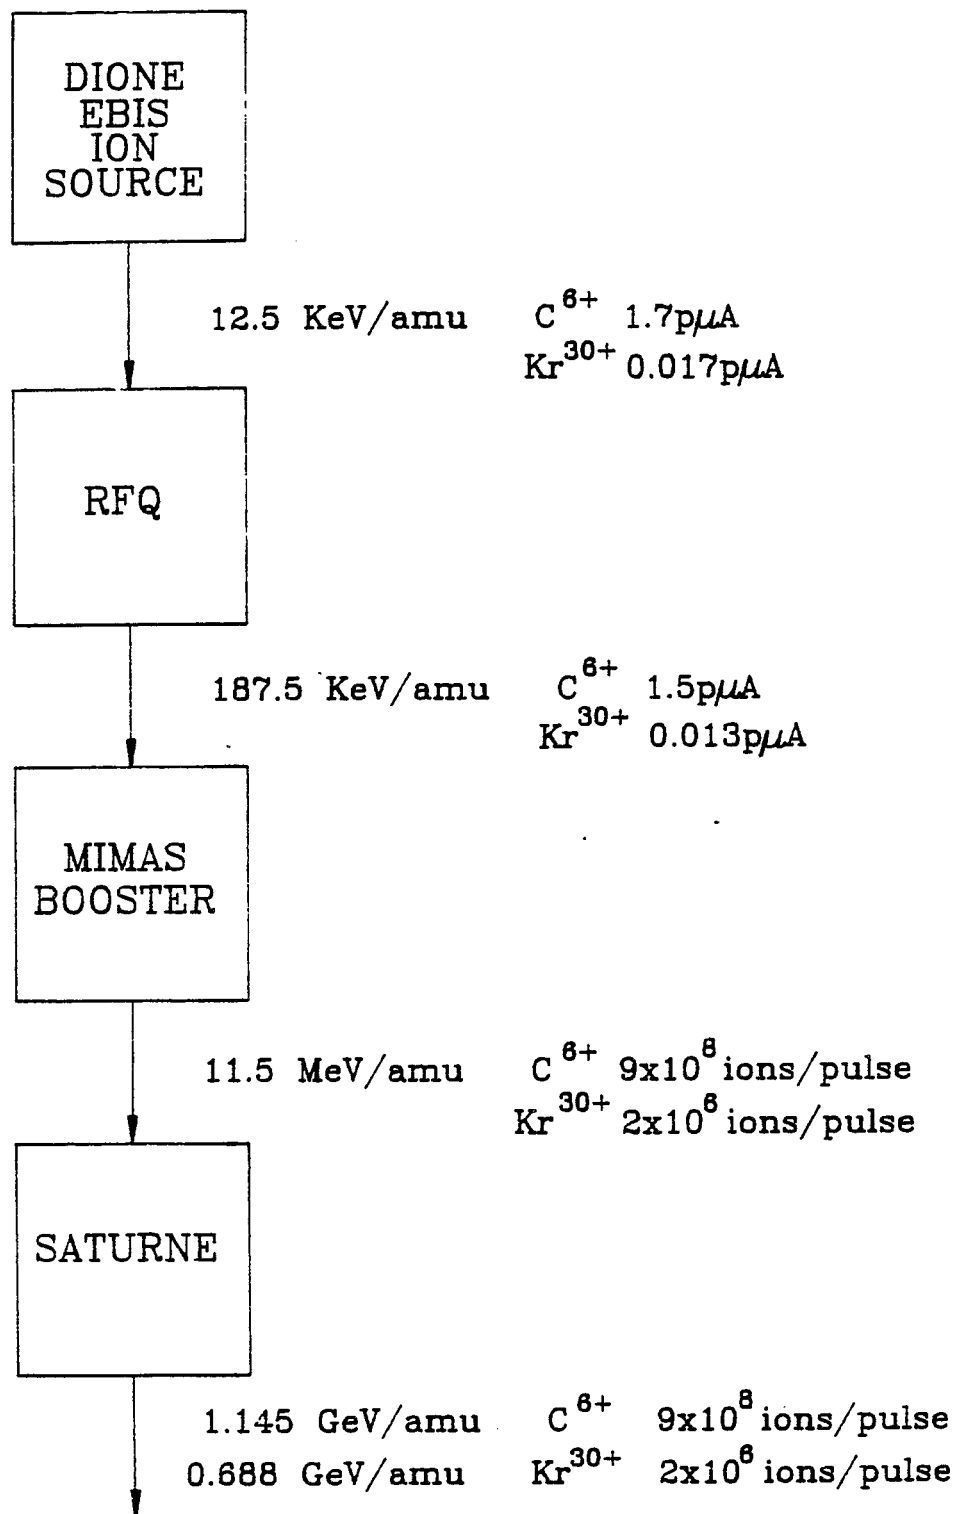 DIONE
EBIS
ION
SOURCE
12.5 KeV/amu C⁶⁺ 1.7pμA
Kr³⁰⁺ 0.017pμA
RFQ
187.5 KeV/amu C⁶⁺ 1.5pμA
Kr³⁰⁺ 0.013pμA
MIMAS
BOOSTER
11.5 MeV/amu C⁶⁺ 9x10⁸ ions/pulse
Kr³⁰⁺ 2x10⁶ ions/pulse
SATURNE
1.145 GeV/amu C⁶⁺ 9x10⁸ ions/pulse
0.688 GeV/amu Kr³⁰⁺ 2x10⁶ ions/pulse